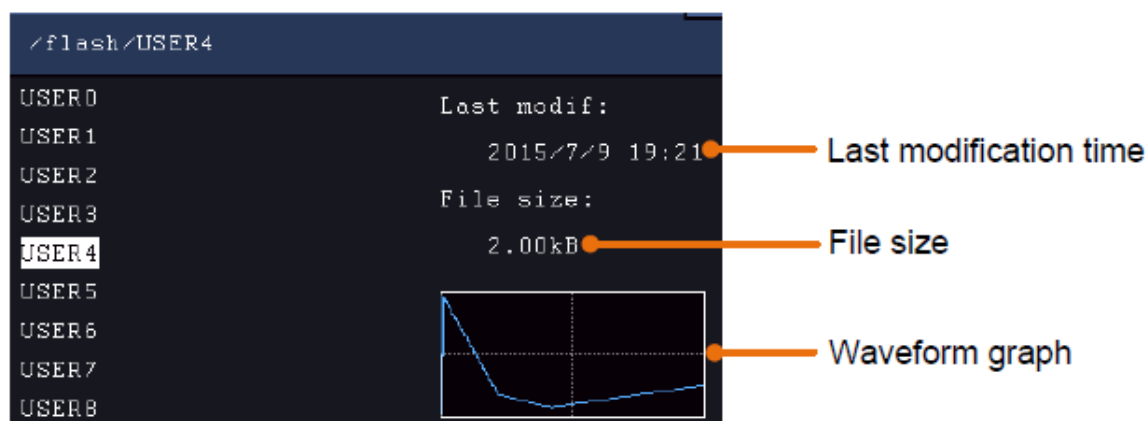 /flash/USER4
USER0
USER1
USER2
USER3
USER4
USER5
USER6
USER7
USER8
Last modif:
2015/7/9 19:21
File size:
2.00kB
Last modification time
File size
Waveform graph